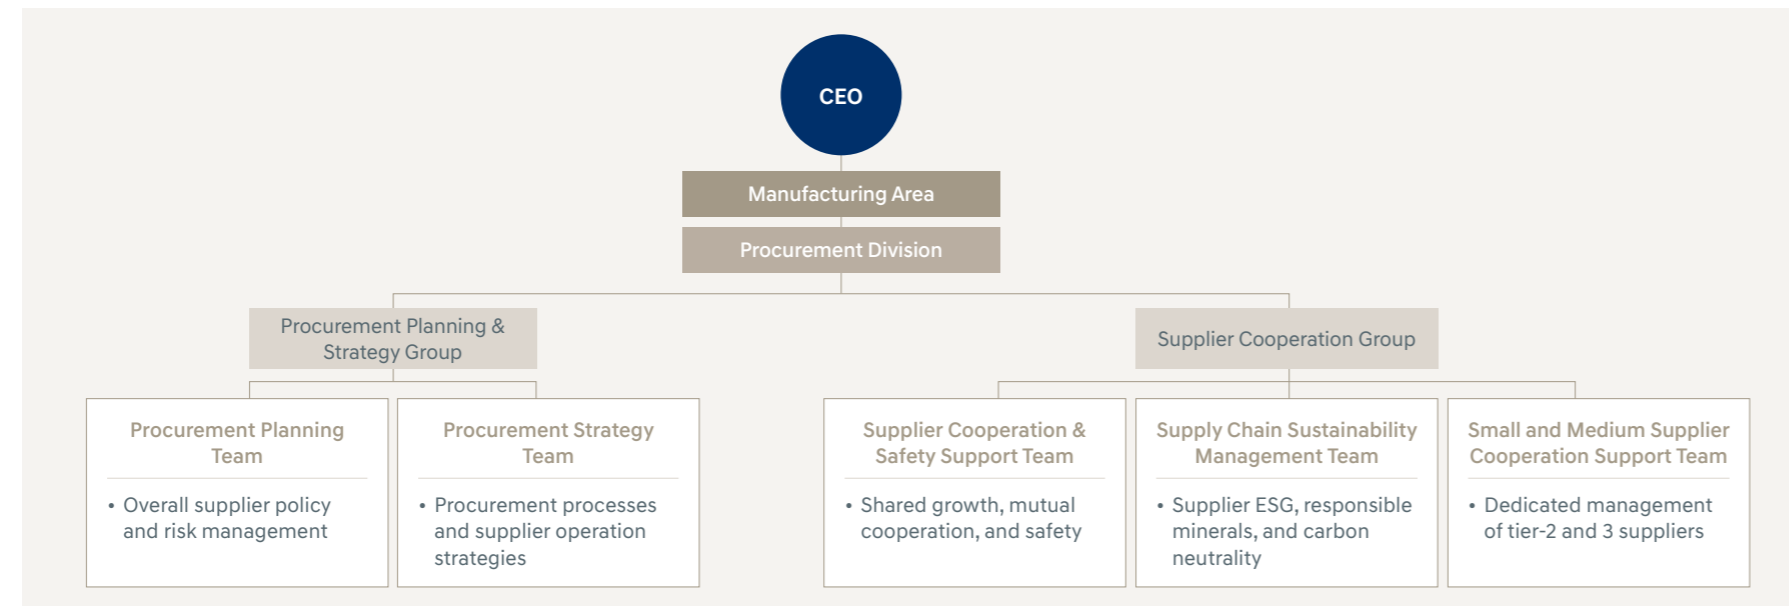 CEO
Manufacturing Area
Procurement Division
Procurement Planning &
Strategy Group
Supplier Cooperation Group
Procurement Planning
Team
• Overall supplier policy
and risk management
Procurement Strategy
Team
• Procurement processes
and supplier operation
strategies
Supplier Cooperation &
Safety Support Team
• Shared growth, mutual
cooperation, and safety
Supply Chain Sustainability
Management Team
• Supplier ESG, responsible
minerals, and carbon
neutrality
Small and Medium Supplier
Cooperation Support Team
• Dedicated management
of tier-2 and 3 suppliers